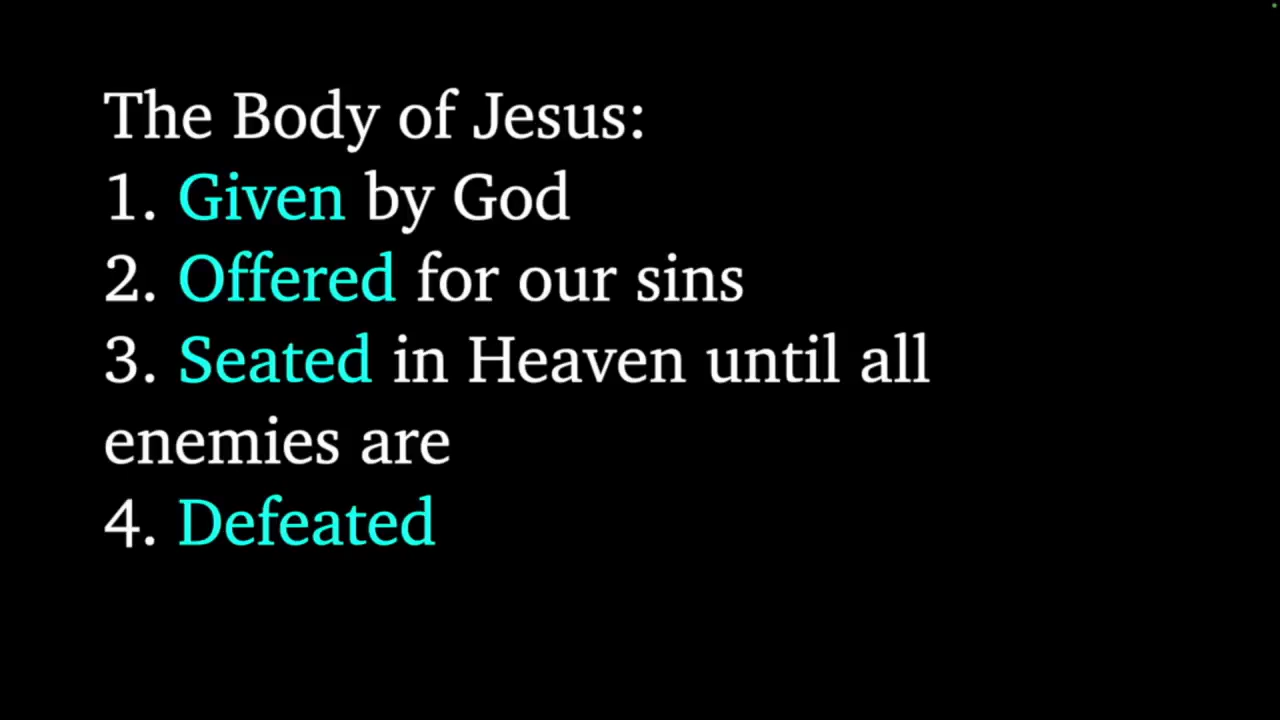 The Body of Jesus:
1. Given by God
2. Offered for our sins
3. Seated in Heaven until all
enemies are
4. Defeated